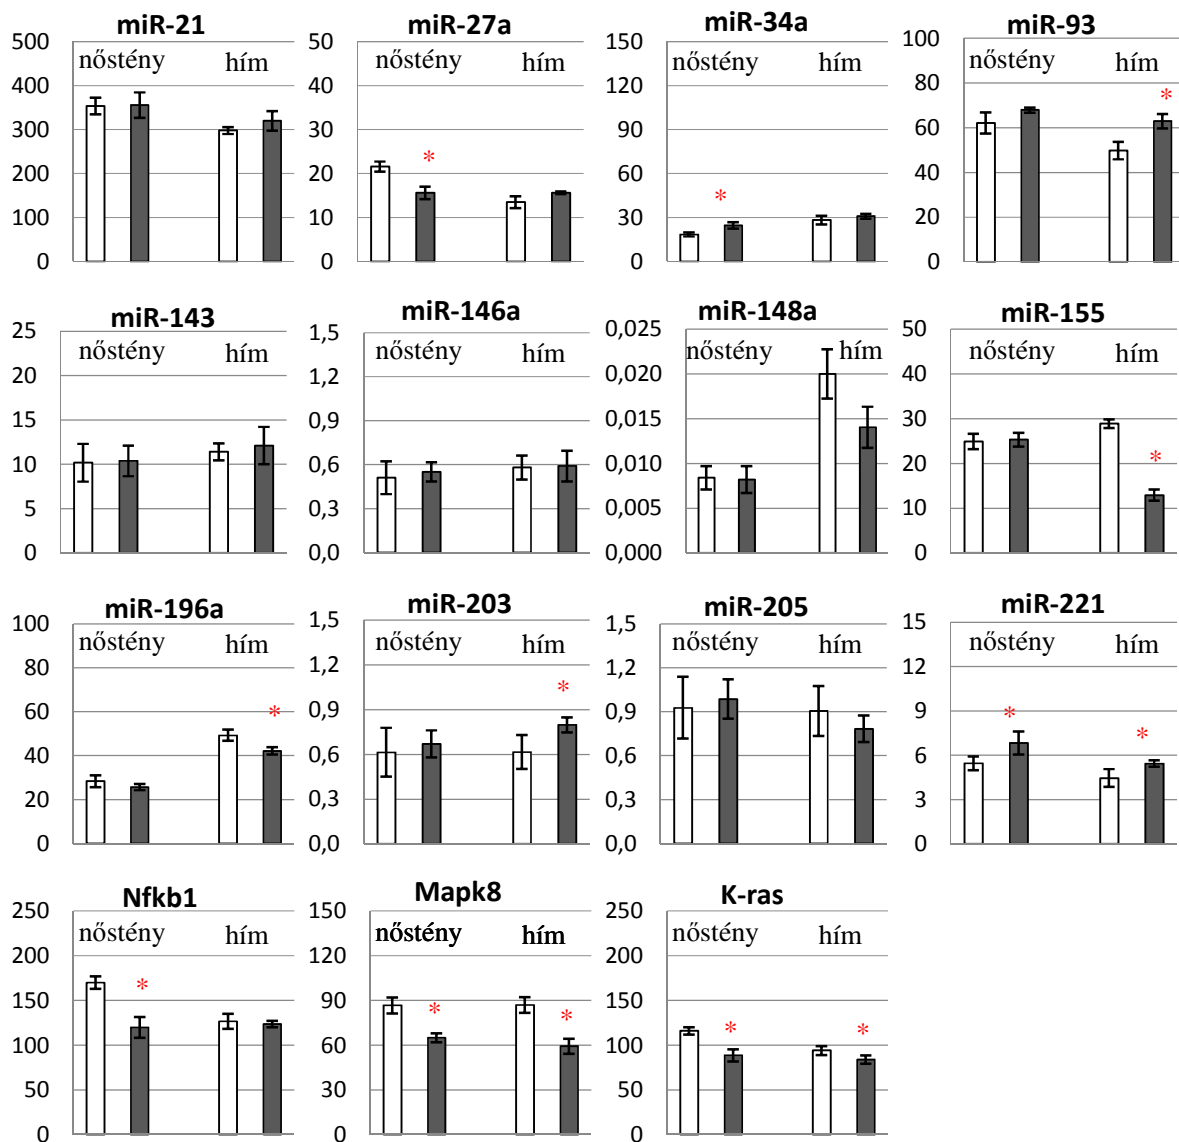 miR-21
nőstény
hím
500
400
300
200
100
0
miR-27a
nőstény
hím
50
40
30
20
10
0
*
miR-34a
nőstény
hím
150
120
90
60
30
0
*
miR-93
nőstény
hím
100
80
60
40
20
0
*
miR-143
nőstény
hím
25
20
15
10
5
0
miR-146a
nőstény
hím
1,5
1,2
0,9
0,6
0,3
0,0
miR-148a
nőstény
hím
0,025
0,020
0,015
0,010
0,005
0,000
miR-155
nőstény
hím
50
40
30
20
10
0
*
miR-196a
nőstény
hím
100
80
60
40
20
0
*
miR-203
nőstény
hím
1,5
1,2
0,9
0,6
0,3
0,0
*
miR-205
nőstény
hím
1,5
1,2
0,9
0,6
0,3
0,0
miR-221
nőstény
hím
15
12
9
6
3
0
*
*
Nfkb1
nőstény
hím
250
200
150
100
50
0
*
Mapk8
nőstény
hím
150
120
90
60
30
0
*
*
K-ras
nőstény
hím
250
200
150
100
50
0
*
*